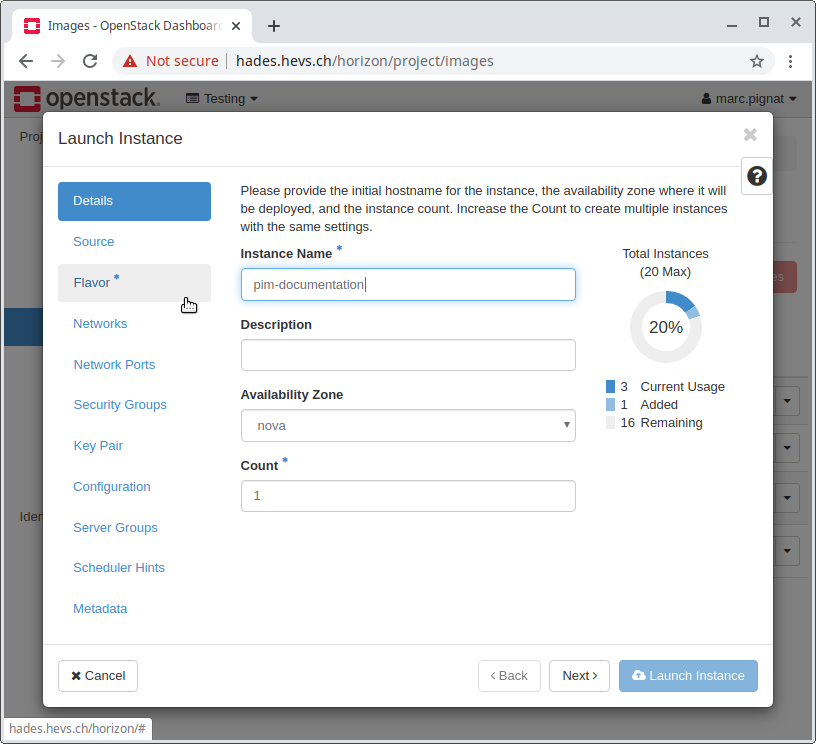 Images - OpenStack Dashboard
Not secure hades.hevs.ch/horizon/project/images
openstack. Testing marc.pignat
Proj
Launch Instance
Details
Source
Flavor *
Networks
Network Ports
Security Groups
Key Pair
Configuration
Server Groups
Scheduler Hints
Metadata
Please provide the initial hostname for the instance, the availability zone where it will
be deployed, and the instance count. Increase the Count to create multiple instances
with the same settings.
Instance Name *
pim-documentation
Description
Availability Zone
nova
Count *
1
Total Instances
(20 Max)
20%
3 Current Usage
1 Added
16 Remaining
es
Iden
Cancel
Back
Next
Launch Instance
hades.hevs.ch/horizon/#